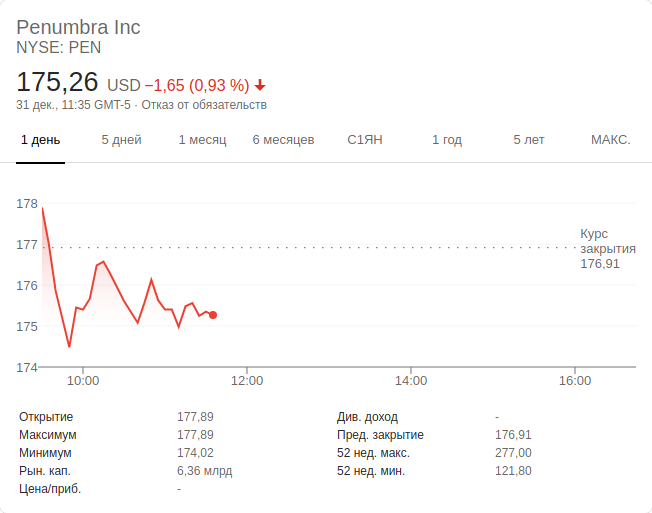 Penumbra Inc
NYSE: PEN
175,26 USD −1,65 (0,93 %)
31 дек., 11:35 GMT-5 · Отказ от обязательств
1 день 5 дней 1 месяц 6 месяцев С1ЯН 1 год 5 лет МАКС.
178
177
176
175
174
Курс
закрытия
176,91
10:00 12:00 14:00 16:00
Открытие 177,89
Максимум 177,89
Минимум 174,02
Рын. кап. 6,36 млрд
Цена/приб. -
Див. доход -
Пред. закрытие 176,91
52 нед. макс. 277,00
52 нед. мин. 121,80